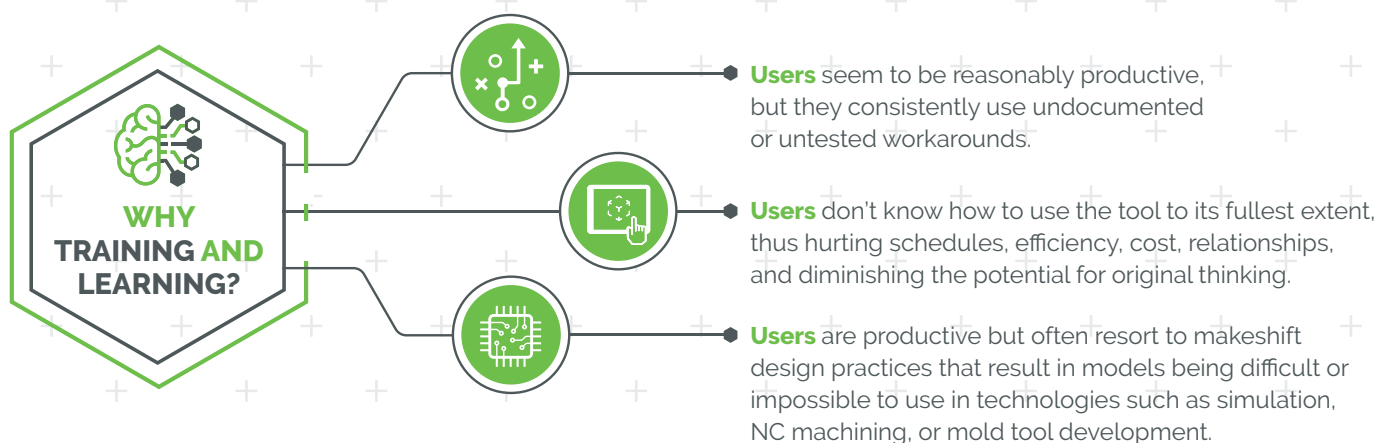 WHY
TRAINING AND
LEARNING?
Users seem to be reasonably productive,
but they consistently use undocumented
or untested workarounds.
Users don’t know how to use the tool to its fullest extent,
thus hurting schedules, efficiency, cost, relationships,
and diminishing the potential for original thinking.
Users are productive but often resort to makeshift
design practices that result in models being difficult or
impossible to use in technologies such as simulation,
NC machining, or mold tool development.